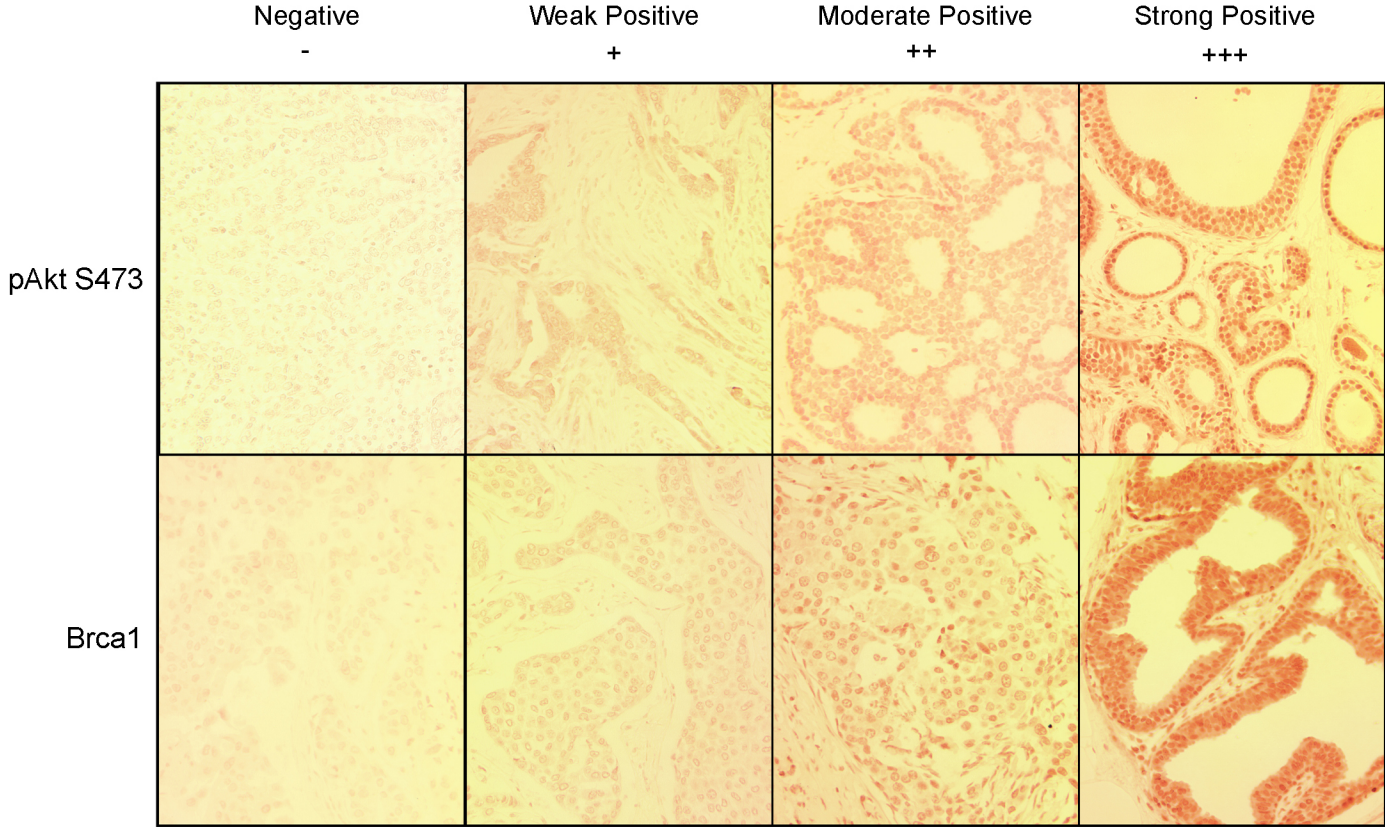 Negative Weak Positive Moderate Positive Strong Positive
- + ++ +++
pAkt S473
Brca1